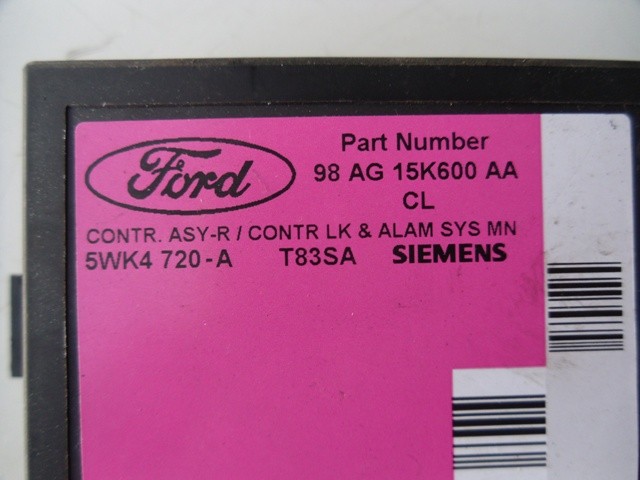 Ford
Part Number
98 AG 15K600 AA
CL
CONTR. ASY-R / CONTR LK & ALAM SYS MN
5WK4 720-A T83SA SIEMENS